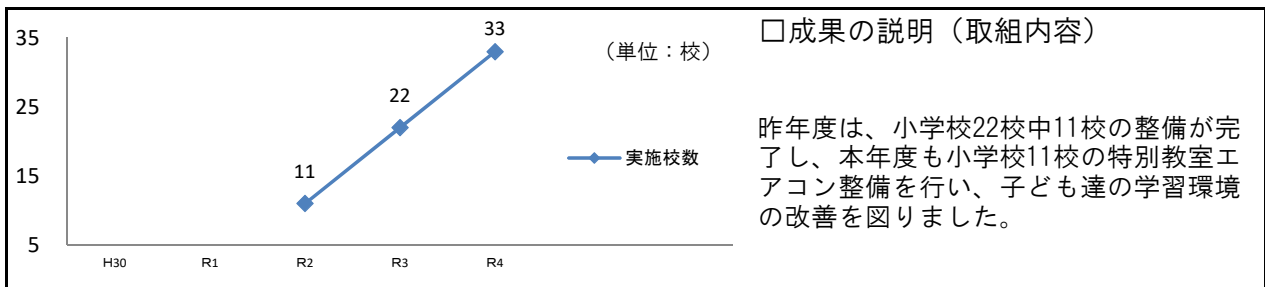 35
25
15
5
H30
R1
R2
R3
R4
11
22
33
（単位：校）
実施校数
□成果の説明（取組内容）
昨年度は、小学校22校中11校の整備が完
了し、本年度も小学校11校の特別教室エ
アコン整備を行い、子ども達の学習環境
の改善を図りました。